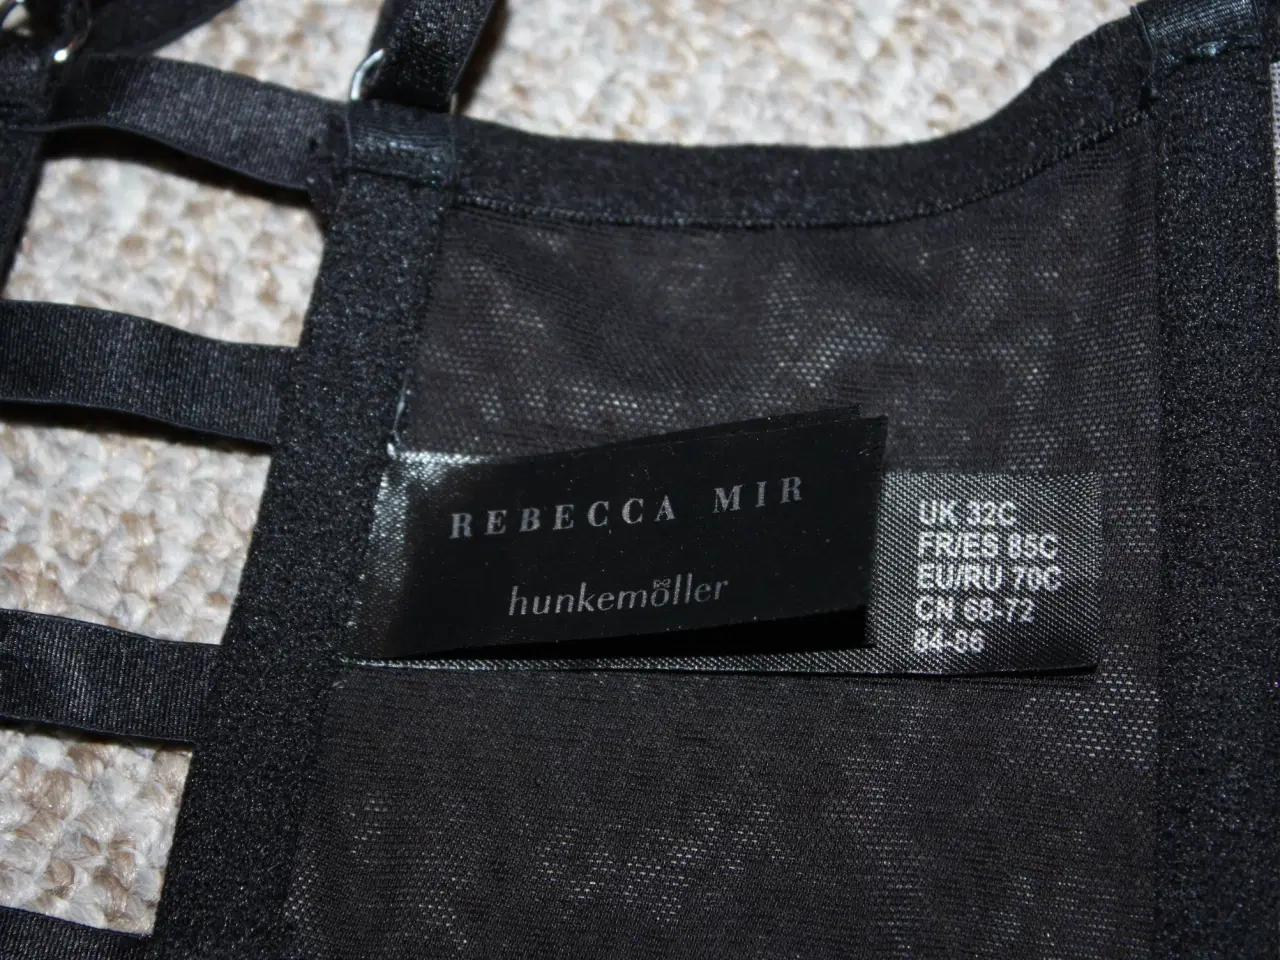 REBECCA MIR
hunkemöller
UK 32C
FR/ES 85C
EU/RU 70C
CN 68-72
84-86